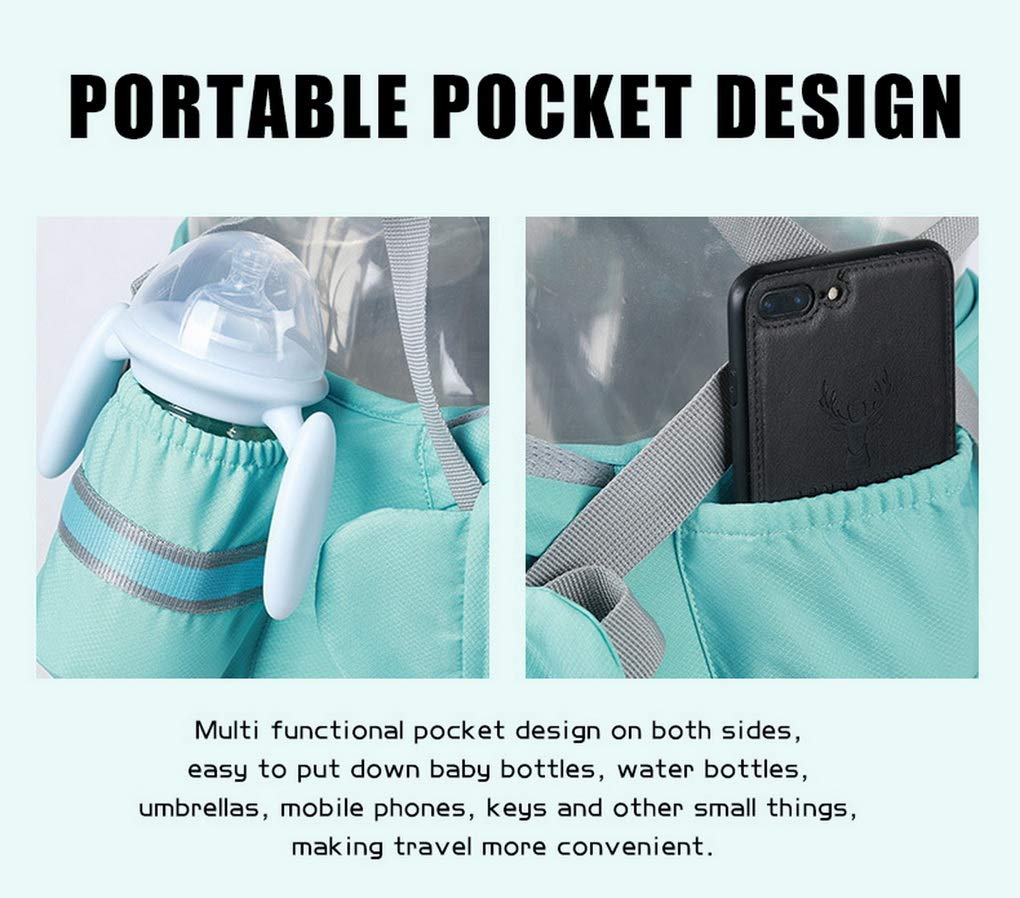 PORTABLE POCKET DESIGN
Multi functional pocket design on both sides,
easy to put down baby bottles, water bottles,
umbrellas, mobile phones, keys and other small things,
making travel more convenient.